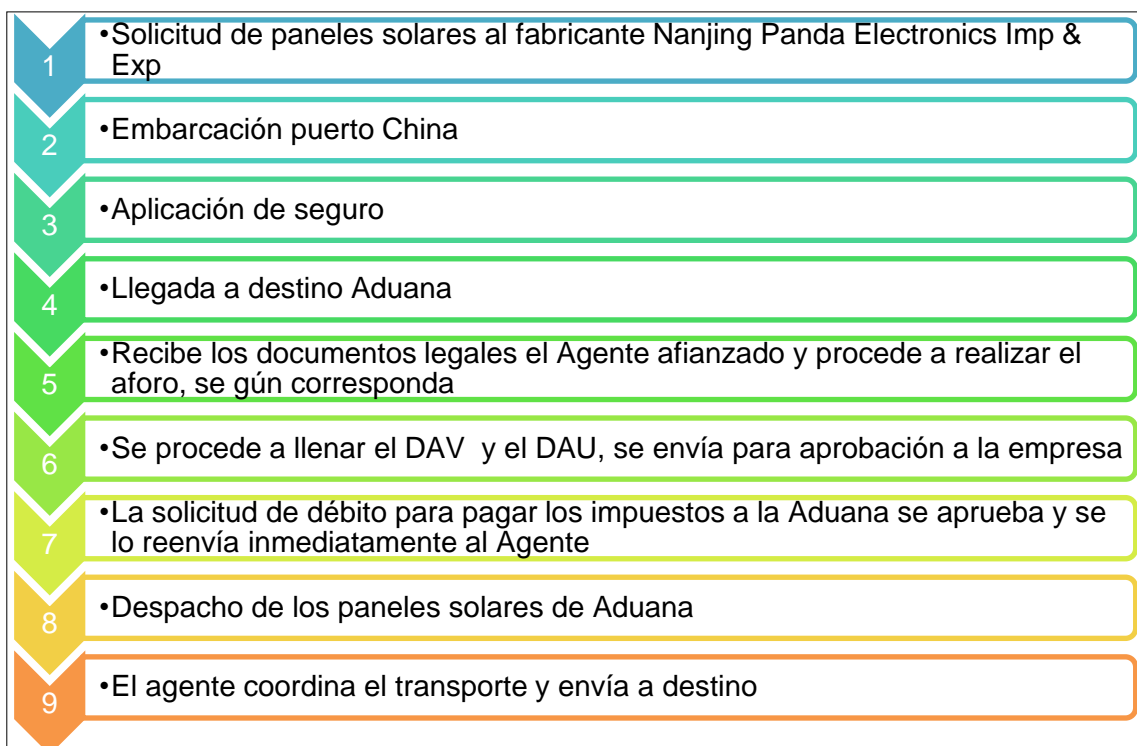 1
•Solicitud de paneles solares al fabricante Nanjing Panda Electronics Imp &
Exp
2
•Embarcación puerto China
3
•Aplicación de seguro
4
•Llegada a destino Aduana
5
•Recibe los documentos legales el Agente afianzado y procede a realizar el
aforo, se gún corresponda
6
•Se procede a llenar el DAV  y el DAU, se envía para aprobación a la empresa
7
•La solicitud de débito para pagar los impuestos a la Aduana se aprueba y se
lo reenvía inmediatamente al Agente
8
•Despacho de los paneles solares de Aduana
9
•El agente coordina el transporte y envía a destino